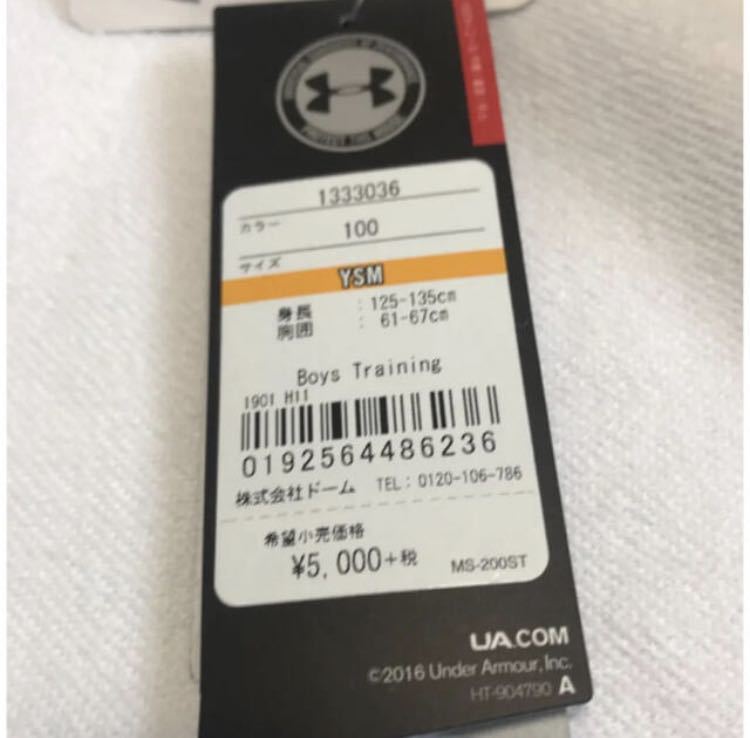 1333036
カラー
100
サイズ
YSM
身長 : 125-135cm
胸囲 : 61-67cm
Boys Training
1901 H11
0192564486236
株式会社ドーム TEL: 0120-106-786
希望小売価格
¥5,000+税 MS-200ST
UA.COM
©2016 Under Armour, Inc.
HT-904790 A